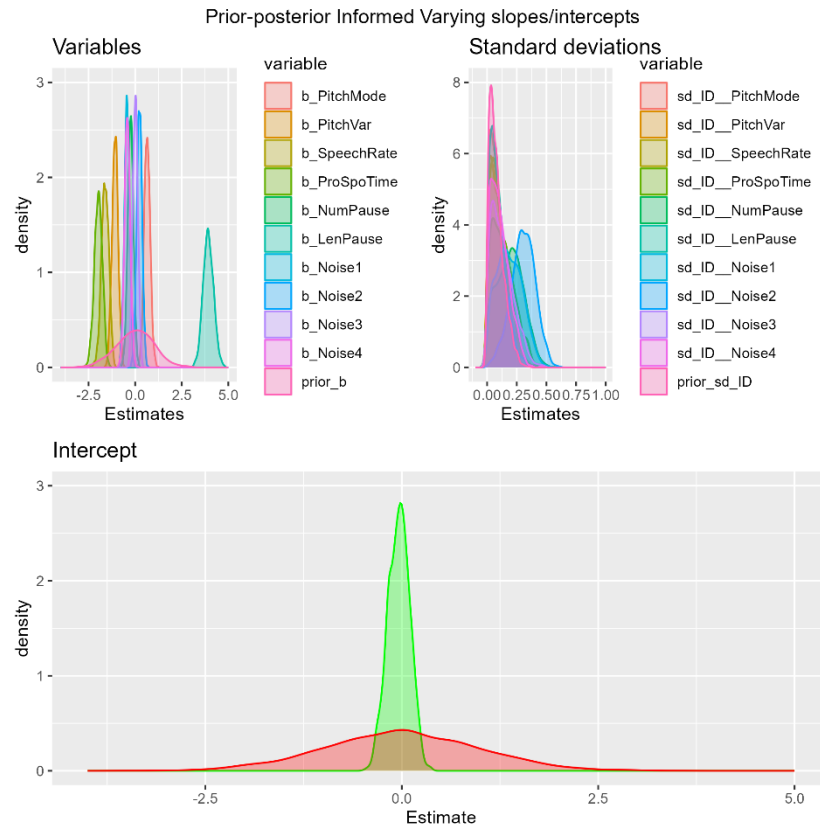 Prior-posterior Informed Varying slopes/intercepts
Variables
3
2
1
0
density
-2.5
0.0
2.5
5.0
Estimates
variable
b_PitchMode
b_PitchVar
b_SpeechRate
b_ProSpoTime
b_NumPause
b_LenPause
b_Noise1
b_Noise2
b_Noise3
b_Noise4
prior_b
Standard deviations
8
6
4
2
0
density
0.00
0.25
0.50
0.75
1.00
Estimates
variable
sd_ID__PitchMode
sd_ID__PitchVar
sd_ID__SpeechRate
sd_ID__ProSpoTime
sd_ID__NumPause
sd_ID__LenPause
sd_ID__Noise1
sd_ID__Noise2
sd_ID__Noise3
sd_ID__Noise4
prior_sd_ID
Intercept
3
2
1
0
density
-2.5
0.0
2.5
5.0
Estimate